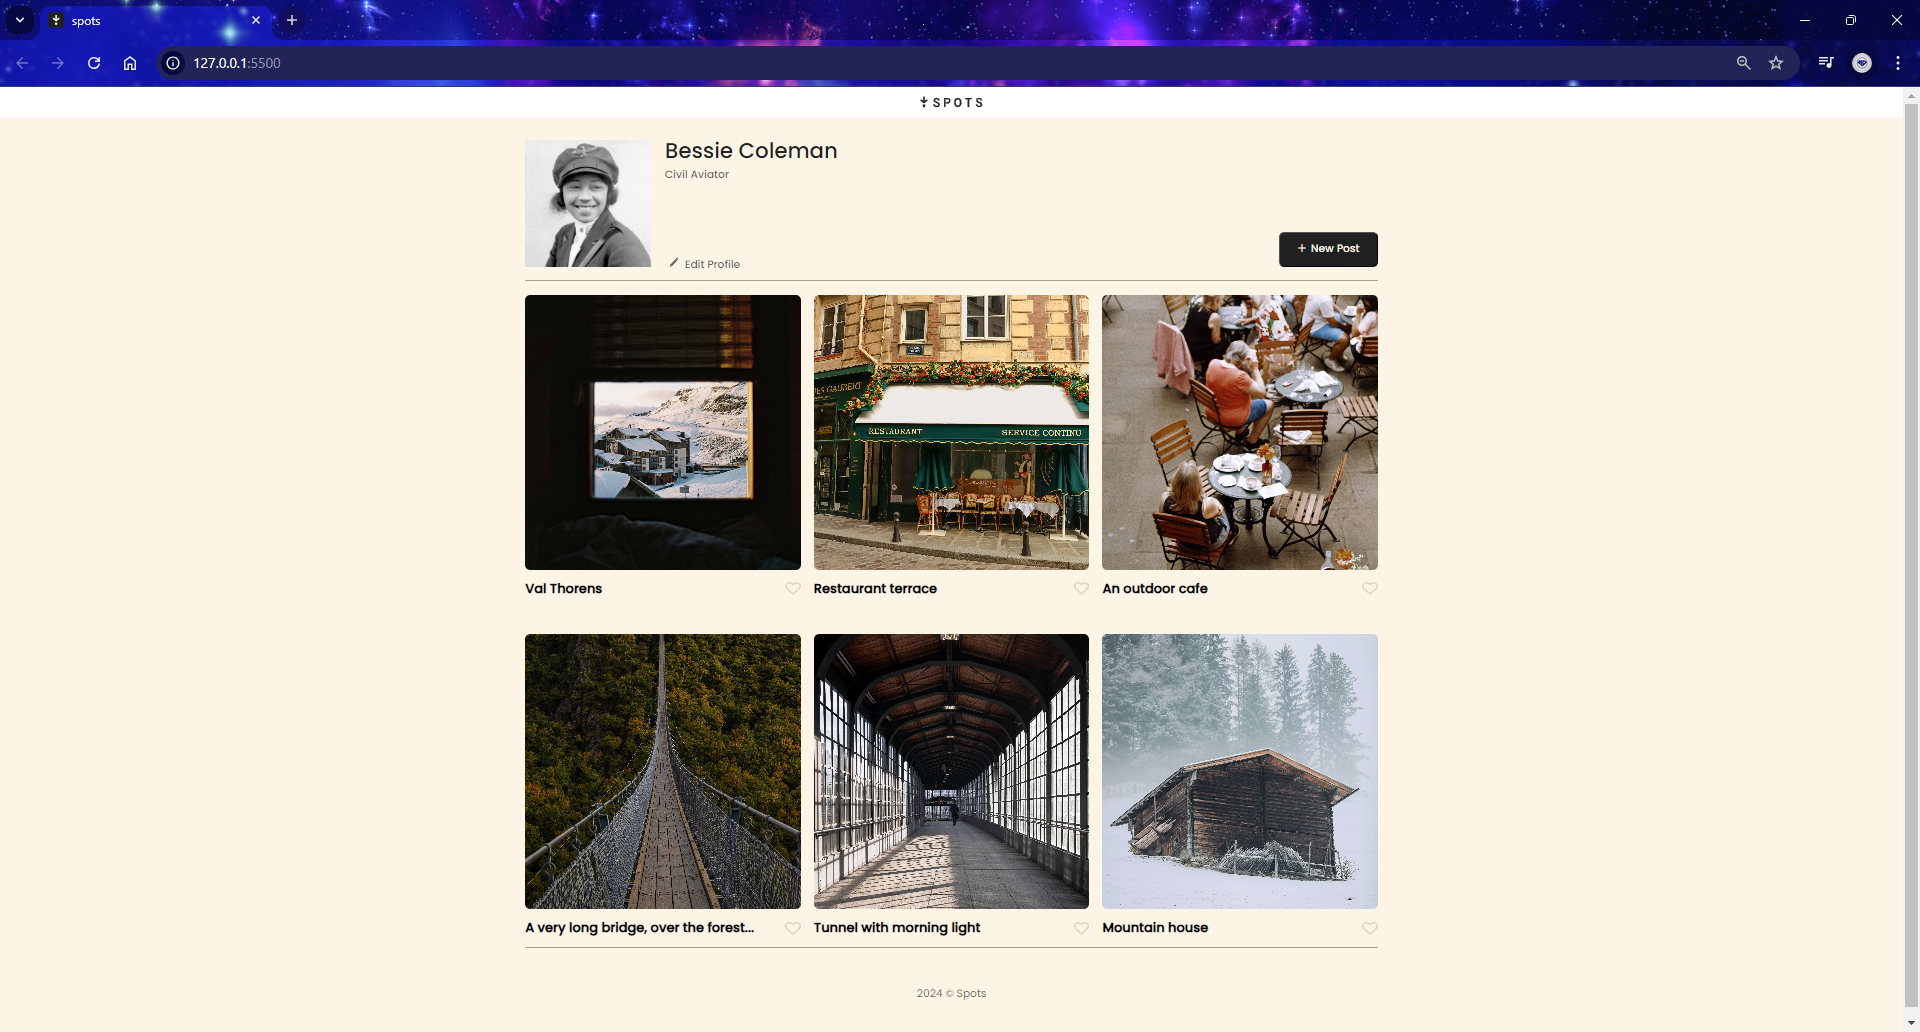 spots
127.0.0.1:5500
SPOTS
Bessie Coleman
Civil Aviator
Edit Profile
+ New Post
RESTAURANT
SERVICE CONTINU
Val Thorens
Restaurant terrace
An outdoor cafe
A very long bridge, over the forest...
Tunnel with morning light
Mountain house
2024 © Spots